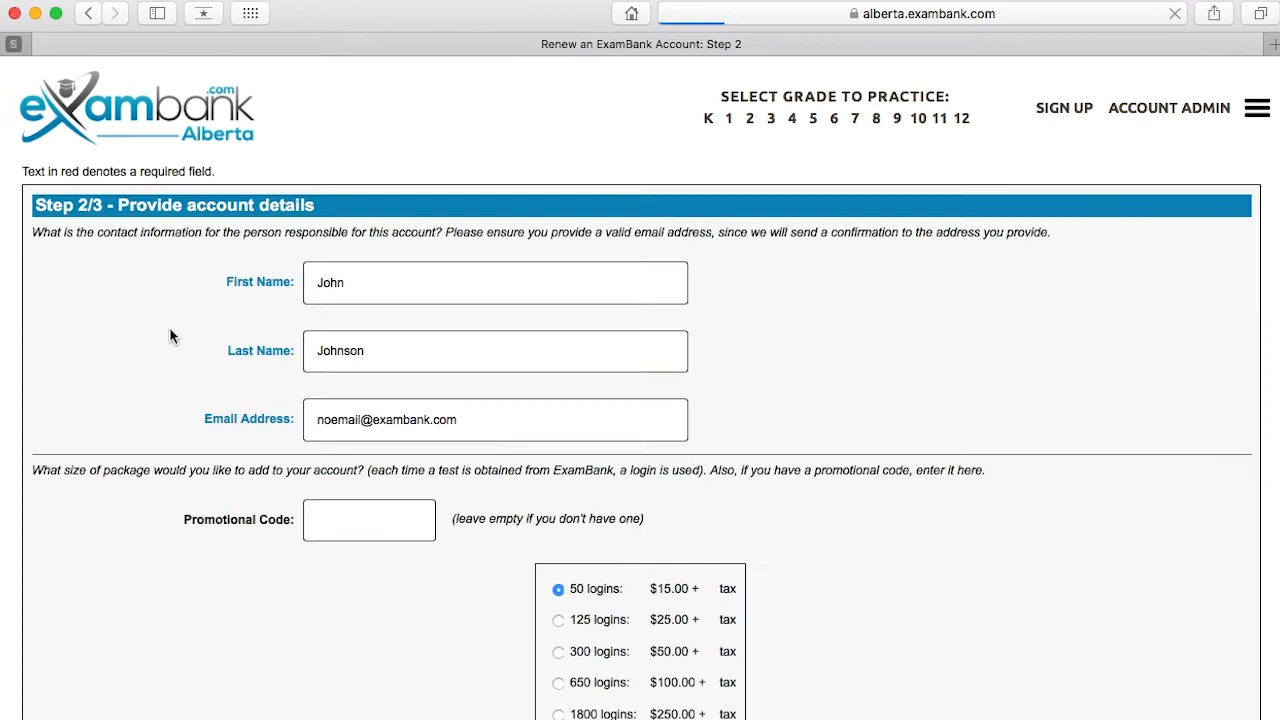 alberta.exambank.com
S
Renew an ExamBank Account: Step 2
exambank.com
Alberta
SELECT GRADE TO PRACTICE:
K 1 2 3 4 5 6 7 8 9 10 11 12
SIGN UP ACCOUNT ADMIN
Text in red denotes a required field.
Step 2/3 - Provide account details
What is the contact information for the person responsible for this account? Please ensure you provide a valid email address, since we will send a confirmation to the address you provide.
First Name: John
Last Name: Johnson
Email Address: noemail@exambank.com
What size of package would you like to add to your account? (each time a test is obtained from ExamBank, a login is used). Also, if you have a promotional code, enter it here.
Promotional Code: (leave empty if you don't have one)
50 logins: $15.00 + tax
125 logins: $25.00 + tax
300 logins: $50.00 + tax
650 logins: $100.00 + tax
1800 logins: $250.00 + tax